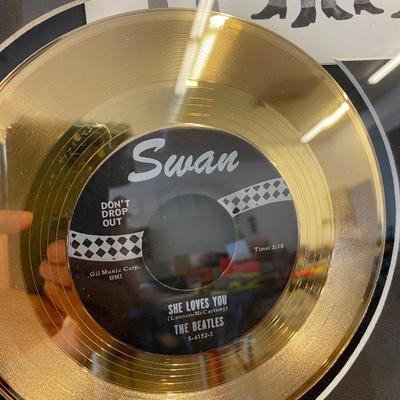 Swan
DON'T
DROP
OUT
Time: 2:18
Gil Music Corp.
BMI
SHE LOVES YOU
(Lennon-McCartney)
THE BEATLES
S-4152-S